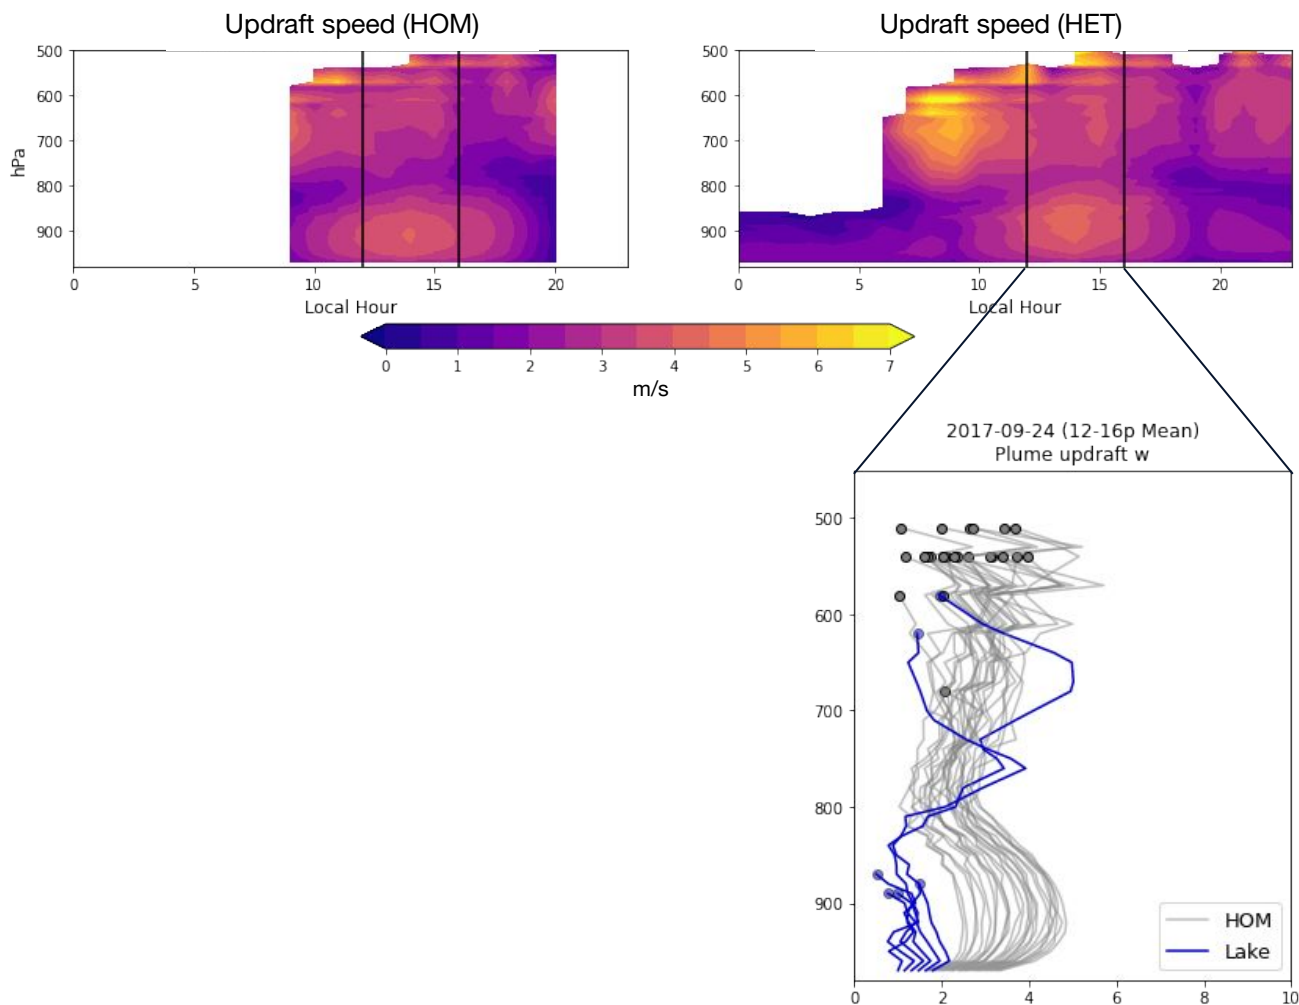 Updraft speed (HOM)
500
600
700
800
900
hPa
0 5 10 15 20
Local Hour
Updraft speed (HET)
500
600
700
800
900
0 5 10 15 20
Local Hour
0 1 2 3 4 5 6 7
m/s
2017-09-24 (12-16p Mean)
Plume updraft w
500
600
700
800
900
HOM
Lake
0 2 4 6 8 10